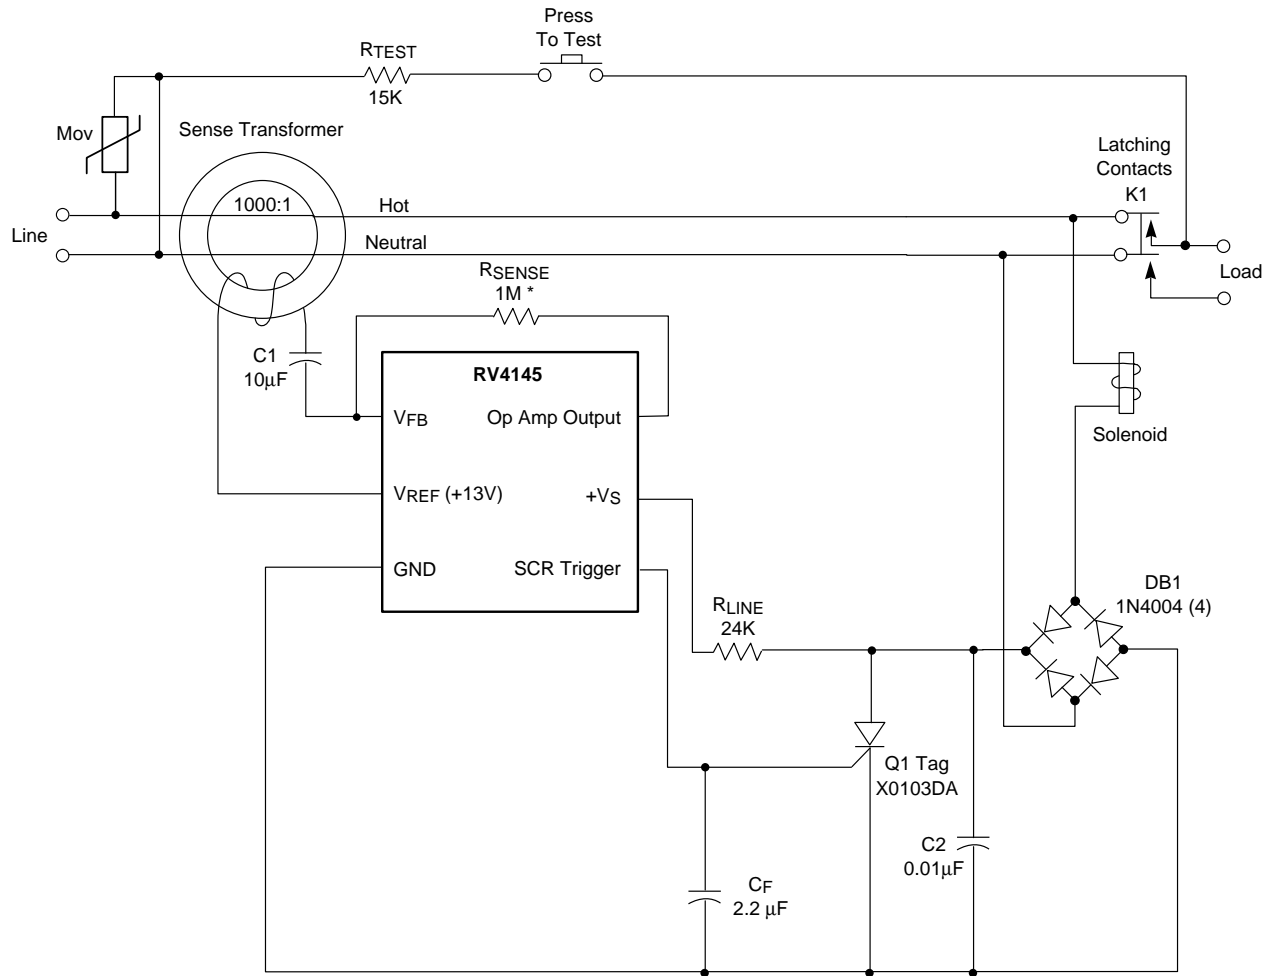 Press
To Test
RTEST
15K
Mov
Sense Transformer
Latching
Contacts
K1
1000:1
Hot
Line
Neutral
Load
RSENSE
1M *
C1
10µF
RV4145
VFB
Op Amp Output
Solenoid
VREF (+13V)
+VS
GND
SCR Trigger
DB1
1N4004 (4)
RLINE
24K
Q1 Tag
X0103DA
C2
0.01µF
CF
2.2 µF